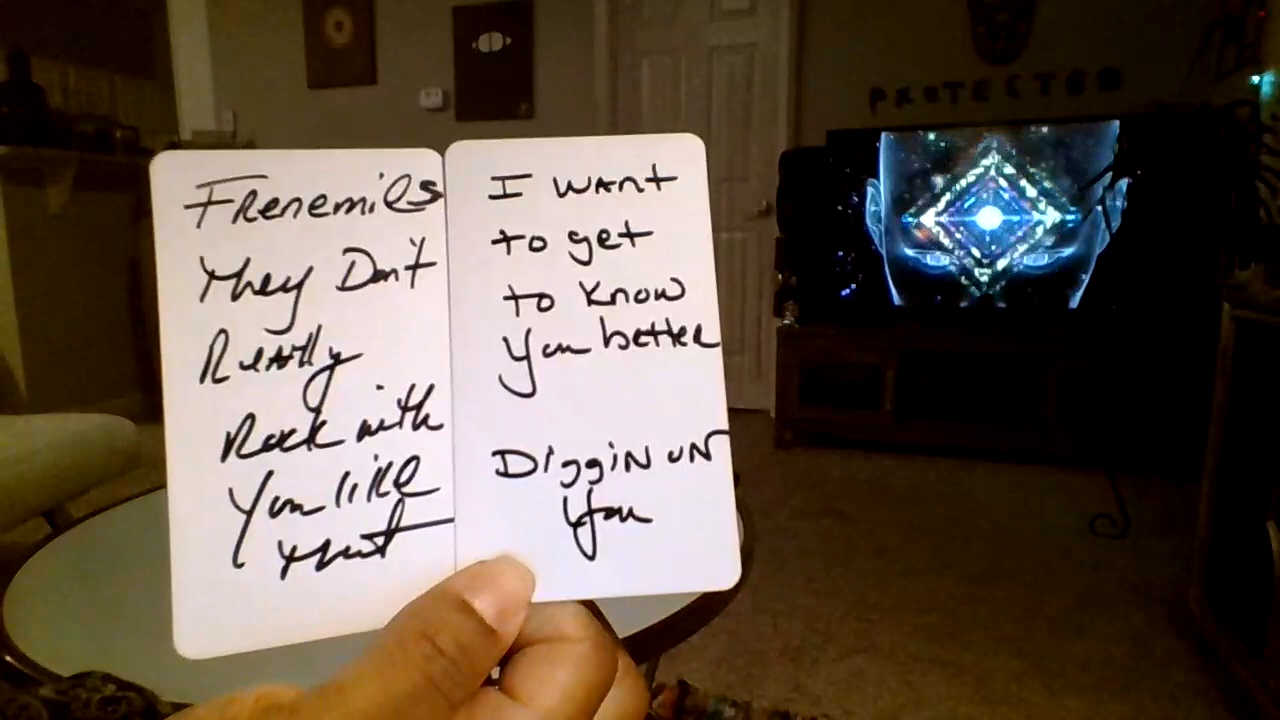 Frenemies
They Don't
Really
Rock with
You like
that
I want
to get
to know
you better
Diggin on
You
PROTECTED